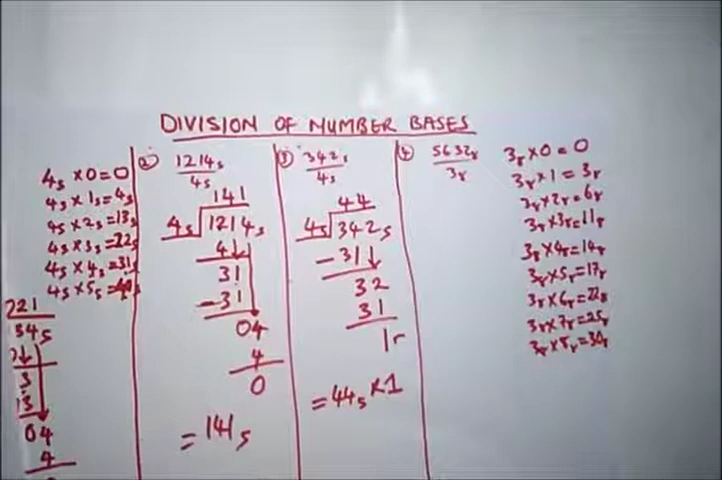 DIVISION OF NUMBER BASES
4₅ × 0 = 0
4₅ × 1₅ = 4₅
4₅ × 2₅ = 13₅
4₅ × 3₅ = 22₅
4₅ × 4₅ = 31₅
4₅ × 5₅ =
221
34₅
3
13
04
4
② 1214₅
4₅
141
4₅ 1214₅
4
31
-31
04
4
0
= 141₅
③ 342₅
4₅
44
4₅ 342₅
-31
32
31
1r
= 44₅ r 1
④ 5632₈
3₈
3₈ × 0 = 0
3₈ × 1 = 3₈
3₈ × 2₈ = 6₈
3₈ × 3₈ = 11₈
3₈ × 4₈ = 14₈
3₈ × 5₈ = 17₈
3₈ × 6₈ = 22₈
3₈ × 7₈ = 25₈
3₈ × 8₈ = 30₈